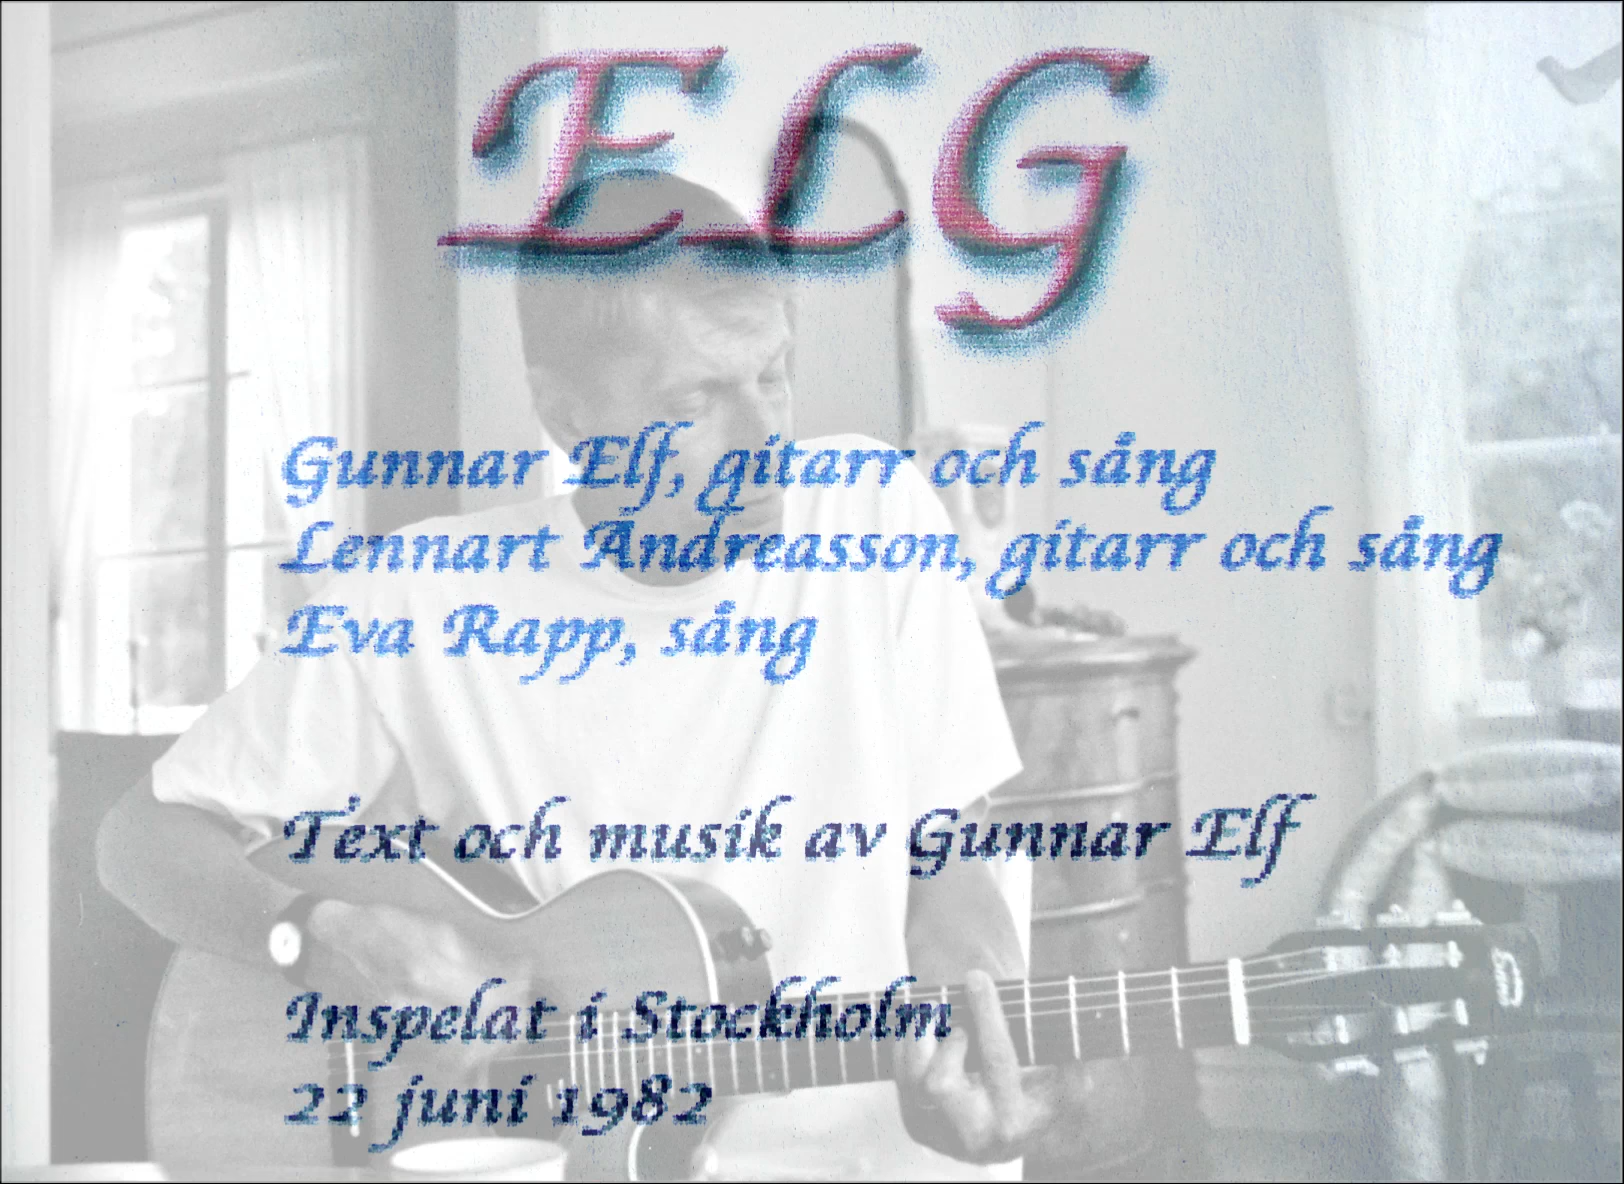 ELG
Gunnar Elf, gitarr och sång
Lennart Andreasson, gitarr och sång
Eva Rapp, sång
Text och musik av Gunnar Elf
Inspelat i Stockholm
22 juni 1982